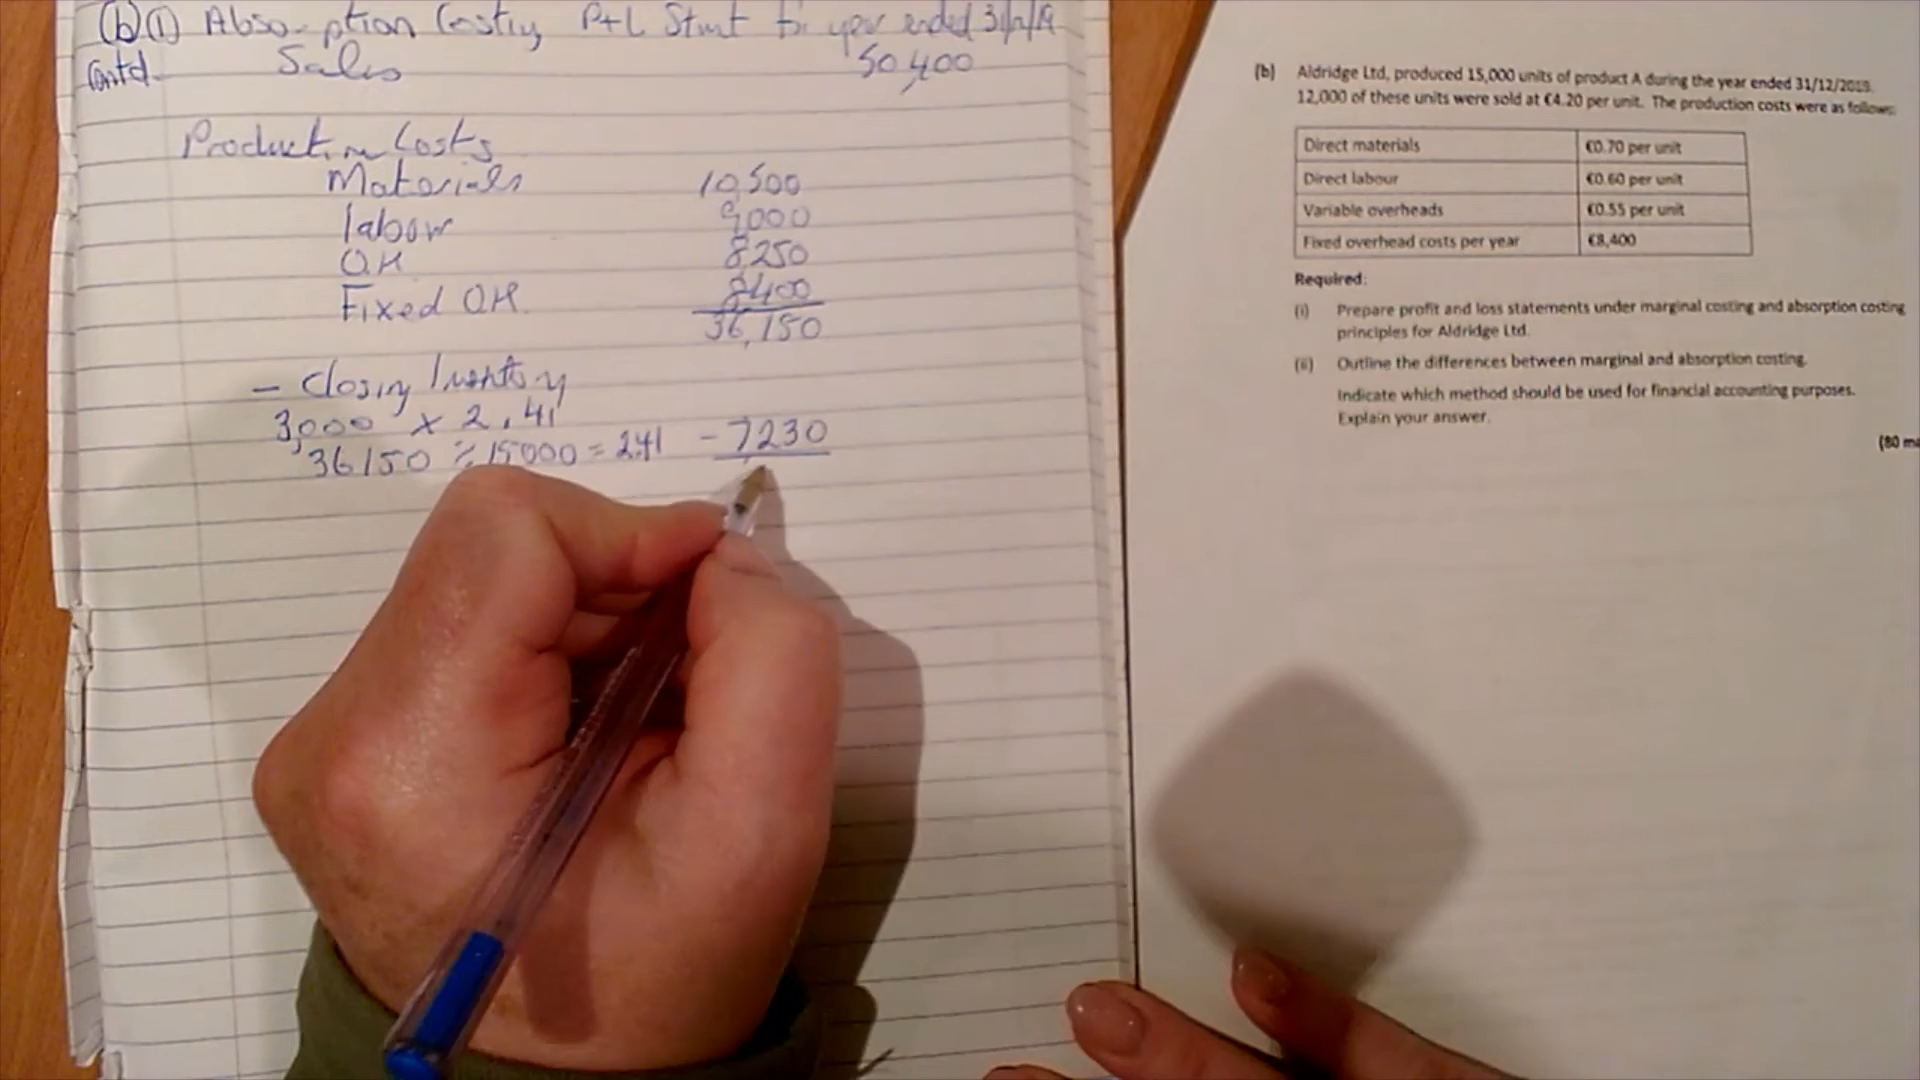 (b)(1) Absorption Costing P+L Stmt for year ended 31/12/19
Contd. Sales 50,400
Production Costs
Materials 10,500
labour 9000
OH 8250
Fixed OH. 8400
36,150
- Closing Inventory
3,000 x 2.41
36150 ÷ 15000 = 2.41 - 7230
(b) Aldridge Ltd, produced 15,000 units of product A during the year ended 31/12/2019.
12,000 of these units were sold at €4.20 per unit. The production costs were as follows:
Direct materials €0.70 per unit
Direct labour €0.60 per unit
Variable overheads €0.55 per unit
Fixed overhead costs per year €8,400
Required:
(i) Prepare profit and loss statements under marginal costing and absorption costing
principles for Aldridge Ltd.
(ii) Outline the differences between marginal and absorption costing.
Indicate which method should be used for financial accounting purposes.
Explain your answer.
(80 ma